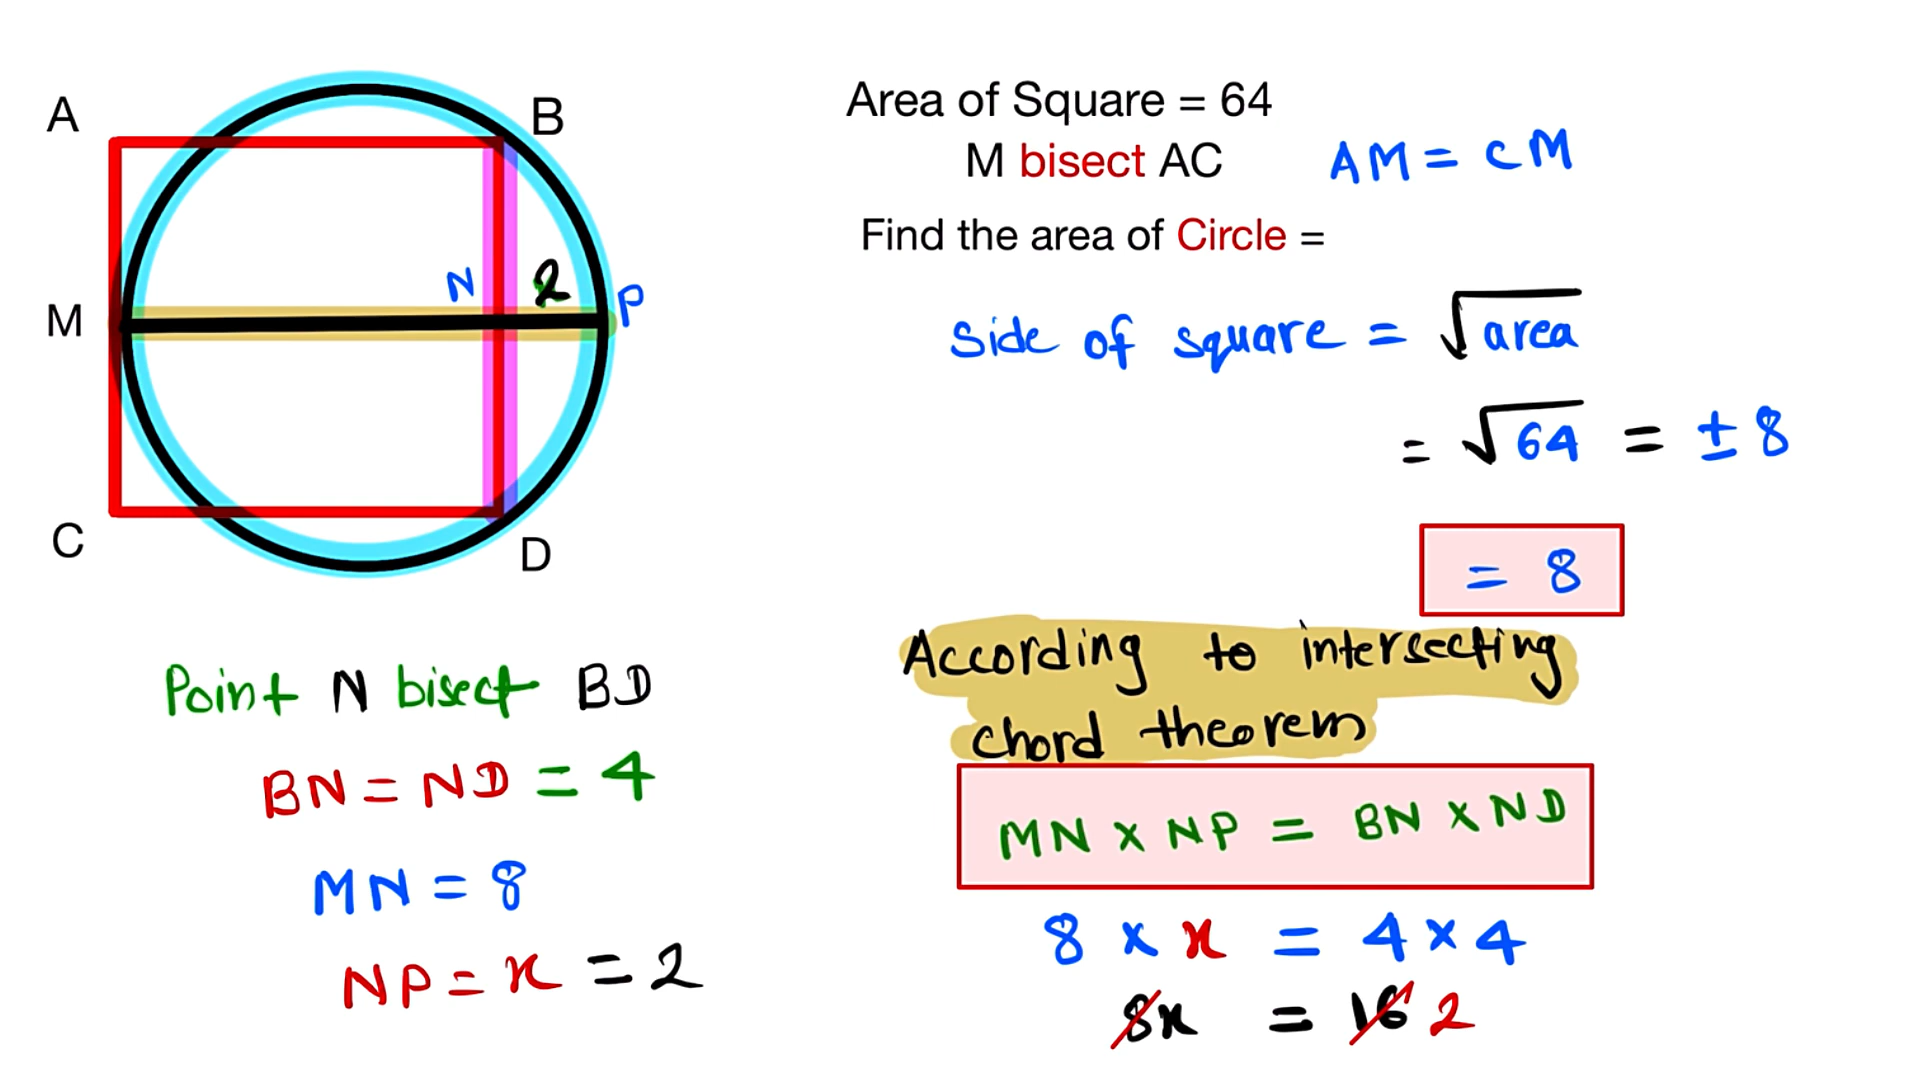 A
B
M
N
2
P
C
D
Area of Square = 64
M bisect AC
AM = CM
Find the area of Circle =
Side of square = √area
= √64 = ± 8
= 8
Point N bisect BD
BN = ND = 4
MN = 8
NP = x = 2
According to intersecting
chord theorem
MN × NP = BN × ND
8 × x = 4 × 4
8x = 16 2